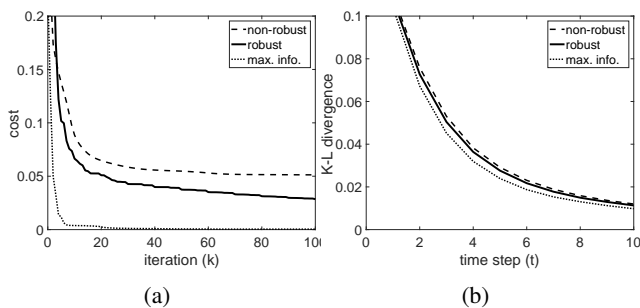 0.2
0.15
0.1
0.05
0
cost
0 20 40 60 80 100
iteration (k)
non-robust
robust
max. info.
(a)
0.1
0.08
0.06
0.04
0.02
0
K-L divergence
0 2 4 6 8 10
time step (t)
non-robust
robust
max. info.
(b)